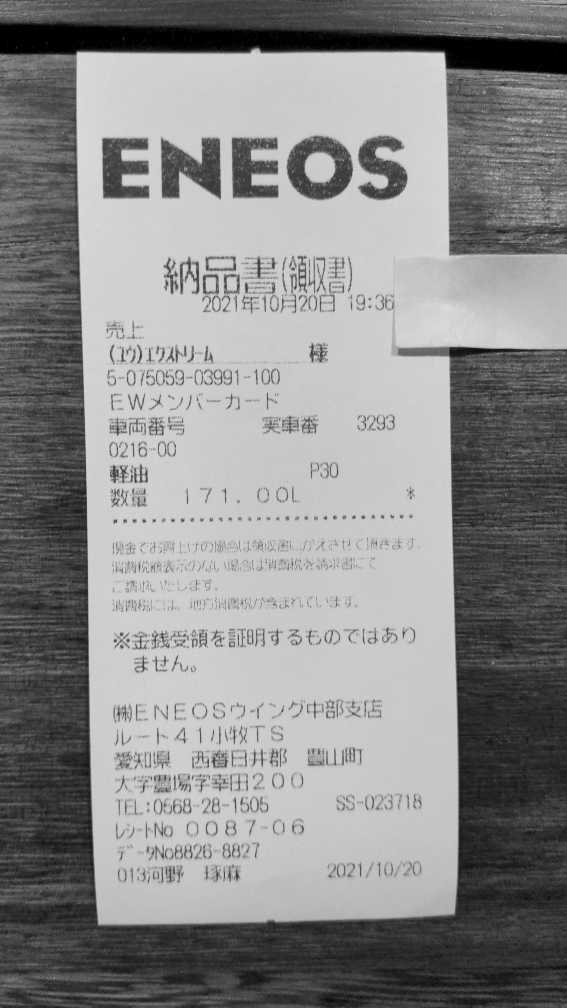 ENEOS
納品書(領収書)
2021年10月20日 19:36
売上
(ユウ)エクストリーム 様
5-075059-03991-100
EWメンバーカード
車両番号 実車番 3293
0216-00
軽油 P30
数量 171.00L *
現金でお買上げの場合は領収書にかえさせて頂きます。
消費税額表示のない場合は消費税を請求書にて
ご請求いたします。
消費税には、地方消費税が含まれています。
※金銭受領を証明するものではあり
ません。
㈱ENEOSウイング中部支店
ルート41小牧TS
愛知県 西春日井郡 豊山町
大字豊場字幸田200
TEL:0568-28-1505 SS-023718
レシートNo 0087-06
データNo8826-8827
013河野 琢麻 2021/10/20